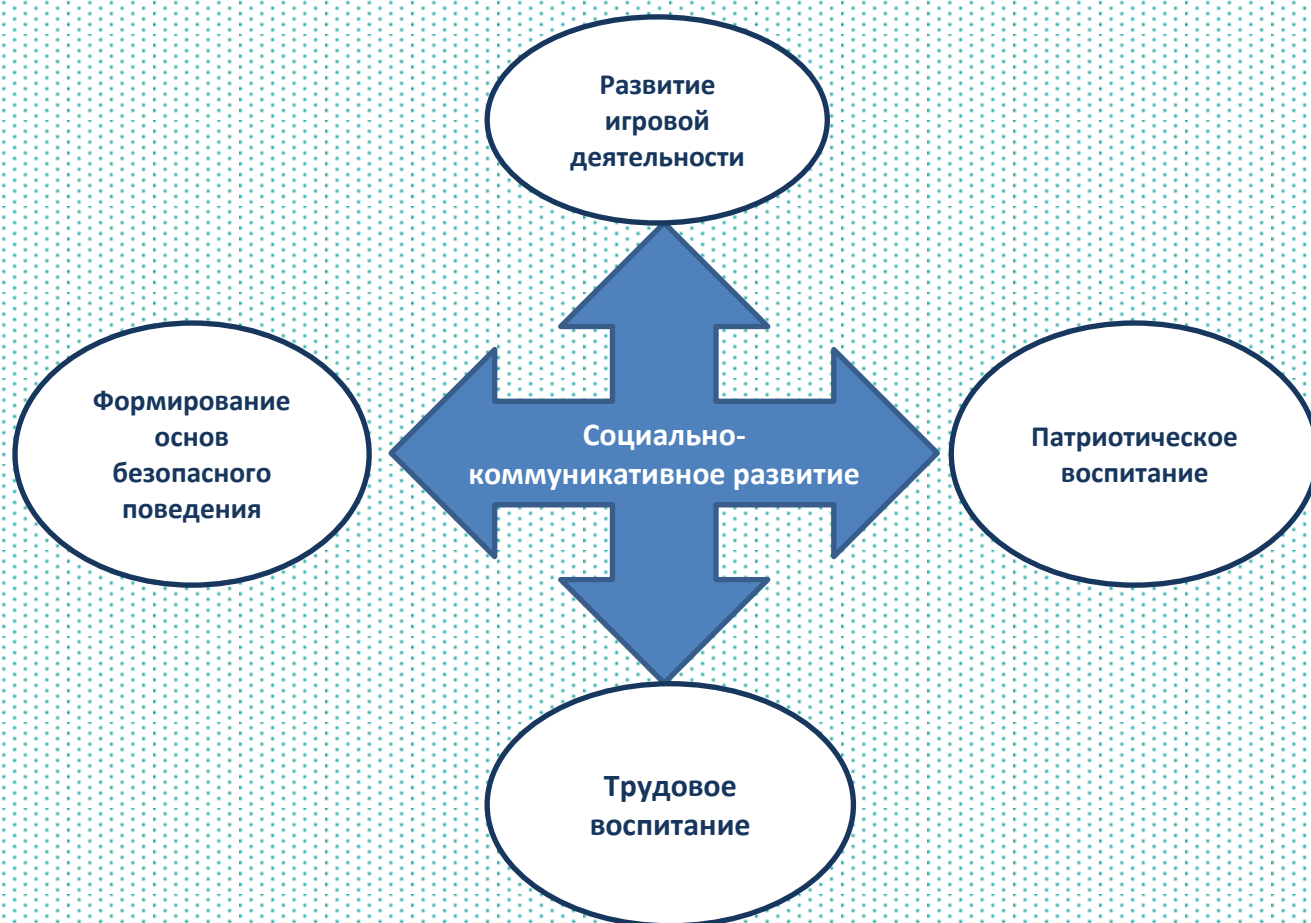 Развитие
игровой
деятельности
Формирование
основ
безопасного
поведения
Социально-
коммуникативное развитие
Патриотическое
воспитание
Трудовое
воспитание